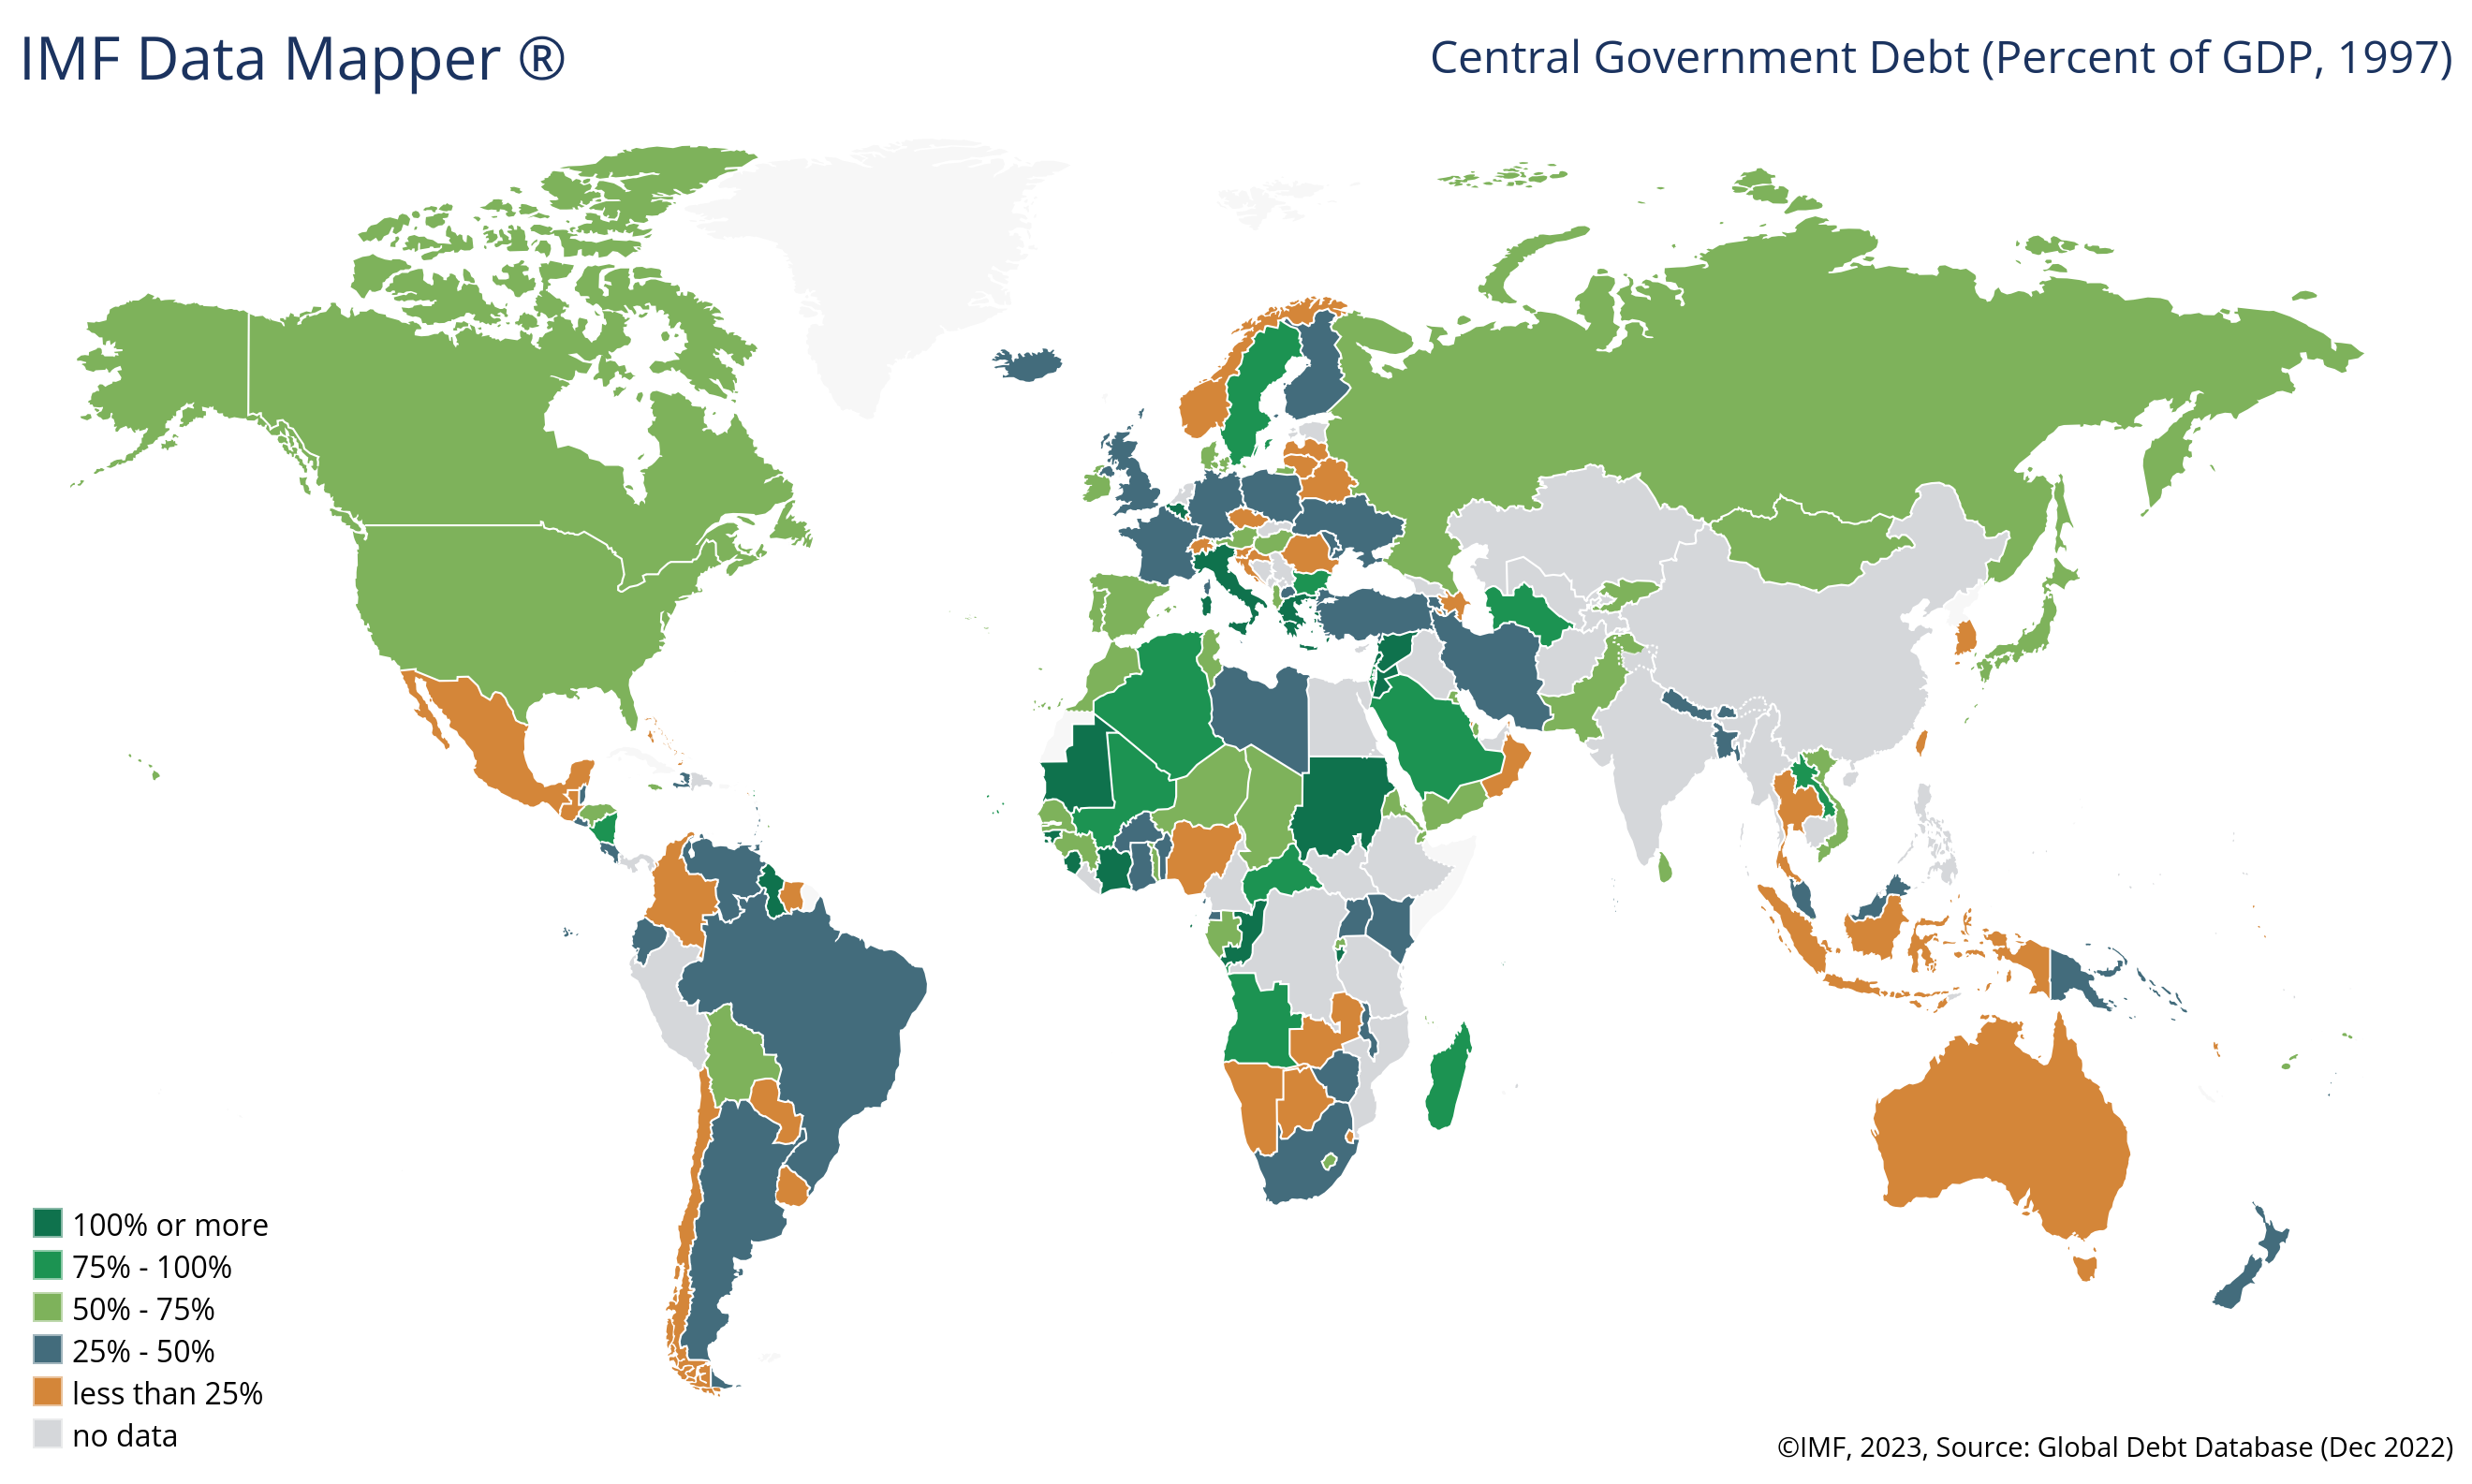 IMF Data Mapper ®
Central Government Debt (Percent of GDP, 1997)
100% or more
75% - 100%
50% - 75%
25% - 50%
less than 25%
no data
©IMF, 2023, Source: Global Debt Database (Dec 2022)